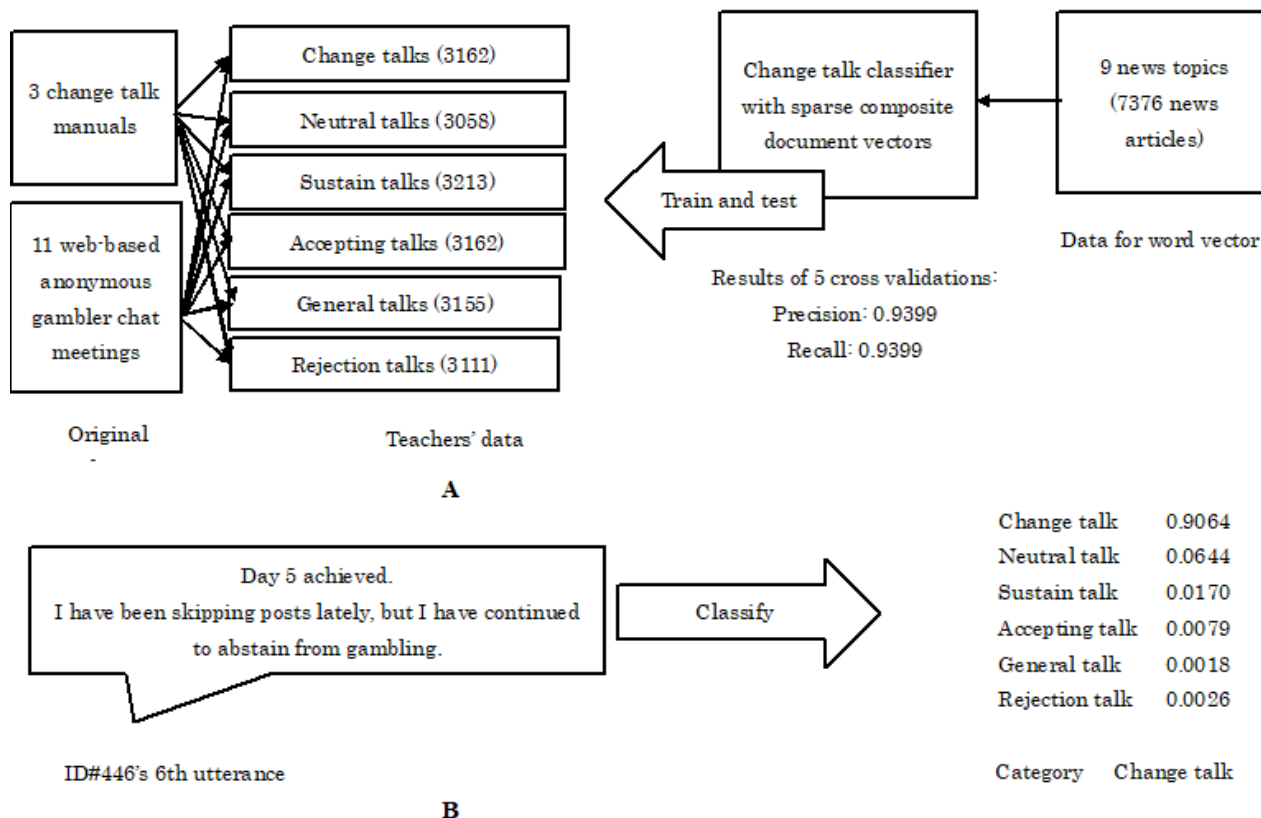 3 change talk
manuals
11 web-based
anonymous
gambler chat
meetings
Original
Change talks (3162)
Neutral talks (3058)
Sustain talks (3213)
Accepting talks (3162)
General talks (3155)
Rejection talks (3111)
Teachers' data
Train and test
Change talk classifier
with sparse composite
document vectors
9 news topics
(7376 news
articles)
Data for word vector
Results of 5 cross validations:
Precision: 0.9399
Recall: 0.9399
A
Day 5 achieved.
I have been skipping posts lately, but I have continued
to abstain from gambling.
ID#446's 6th utterance
Classify
Change talk 0.9064
Neutral talk 0.0644
Sustain talk 0.0170
Accepting talk 0.0079
General talk 0.0018
Rejection talk 0.0026
Category Change talk
B